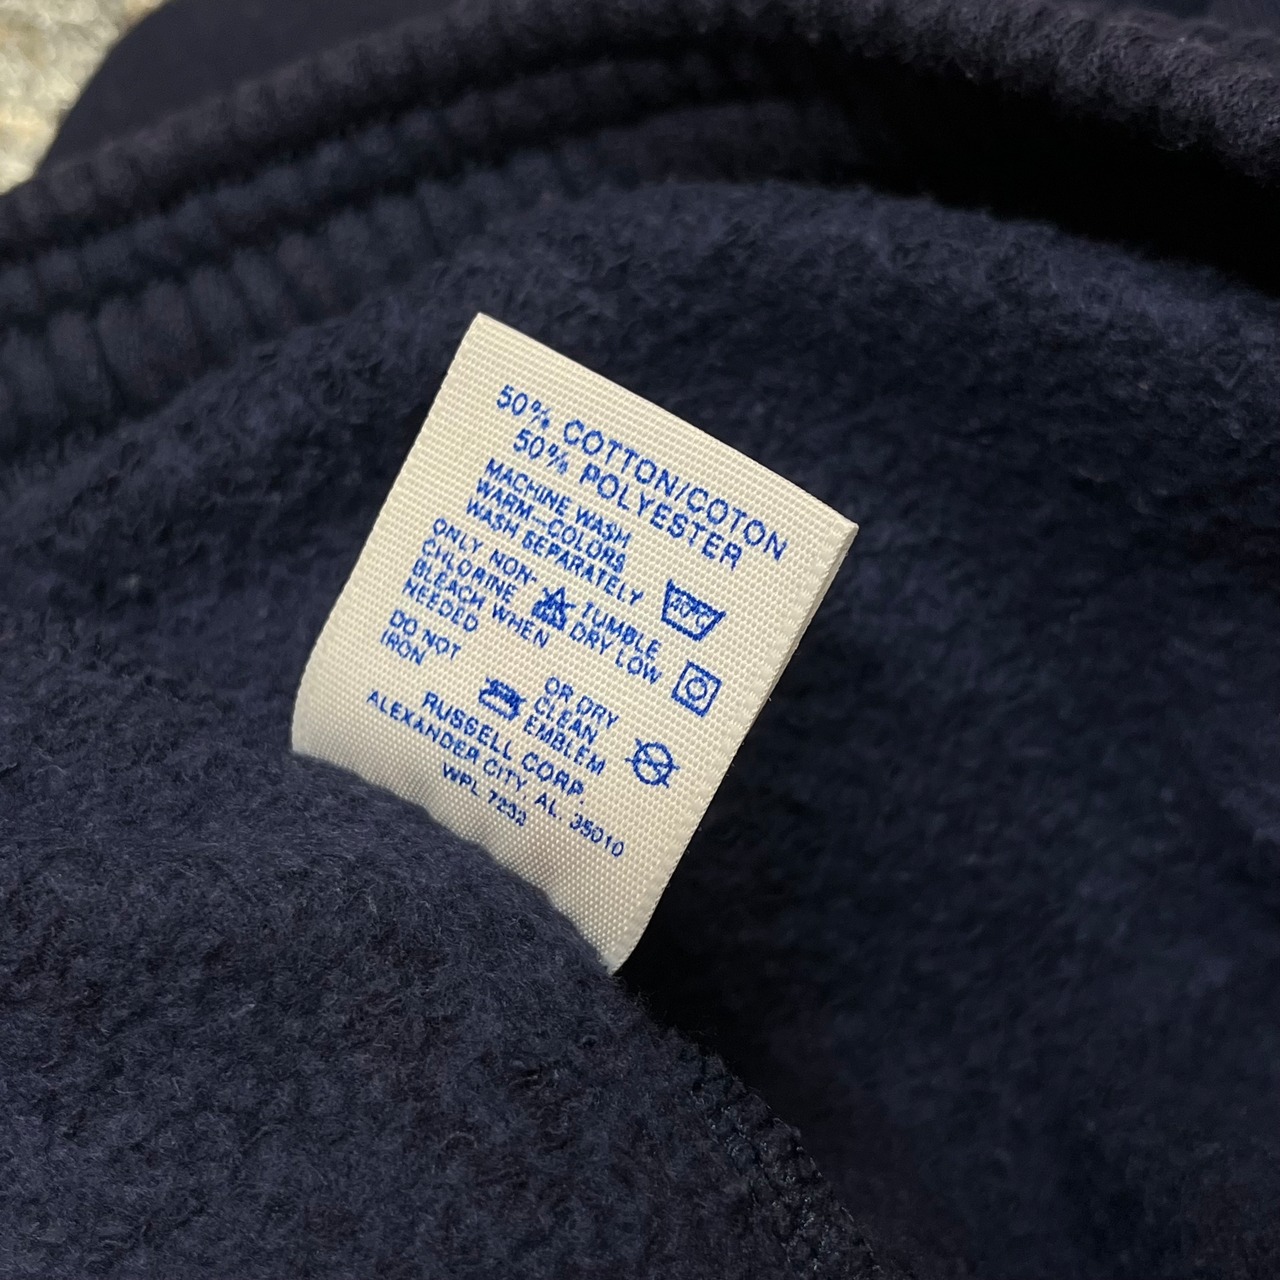 50% COTTON/COTON
50% POLYESTER
MACHINE WASH
WARM-COLORS
WASH SEPARATELY
40°C
ONLY NON-
CHLORINE
BLEACH WHEN
NEEDED
TUMBLE
DRY LOW
DO NOT
IRON
OR DRY
CLEAN
EMBLEM
RUSSELL CORP.
ALEXANDER CITY, AL. 35010
WPL 7232